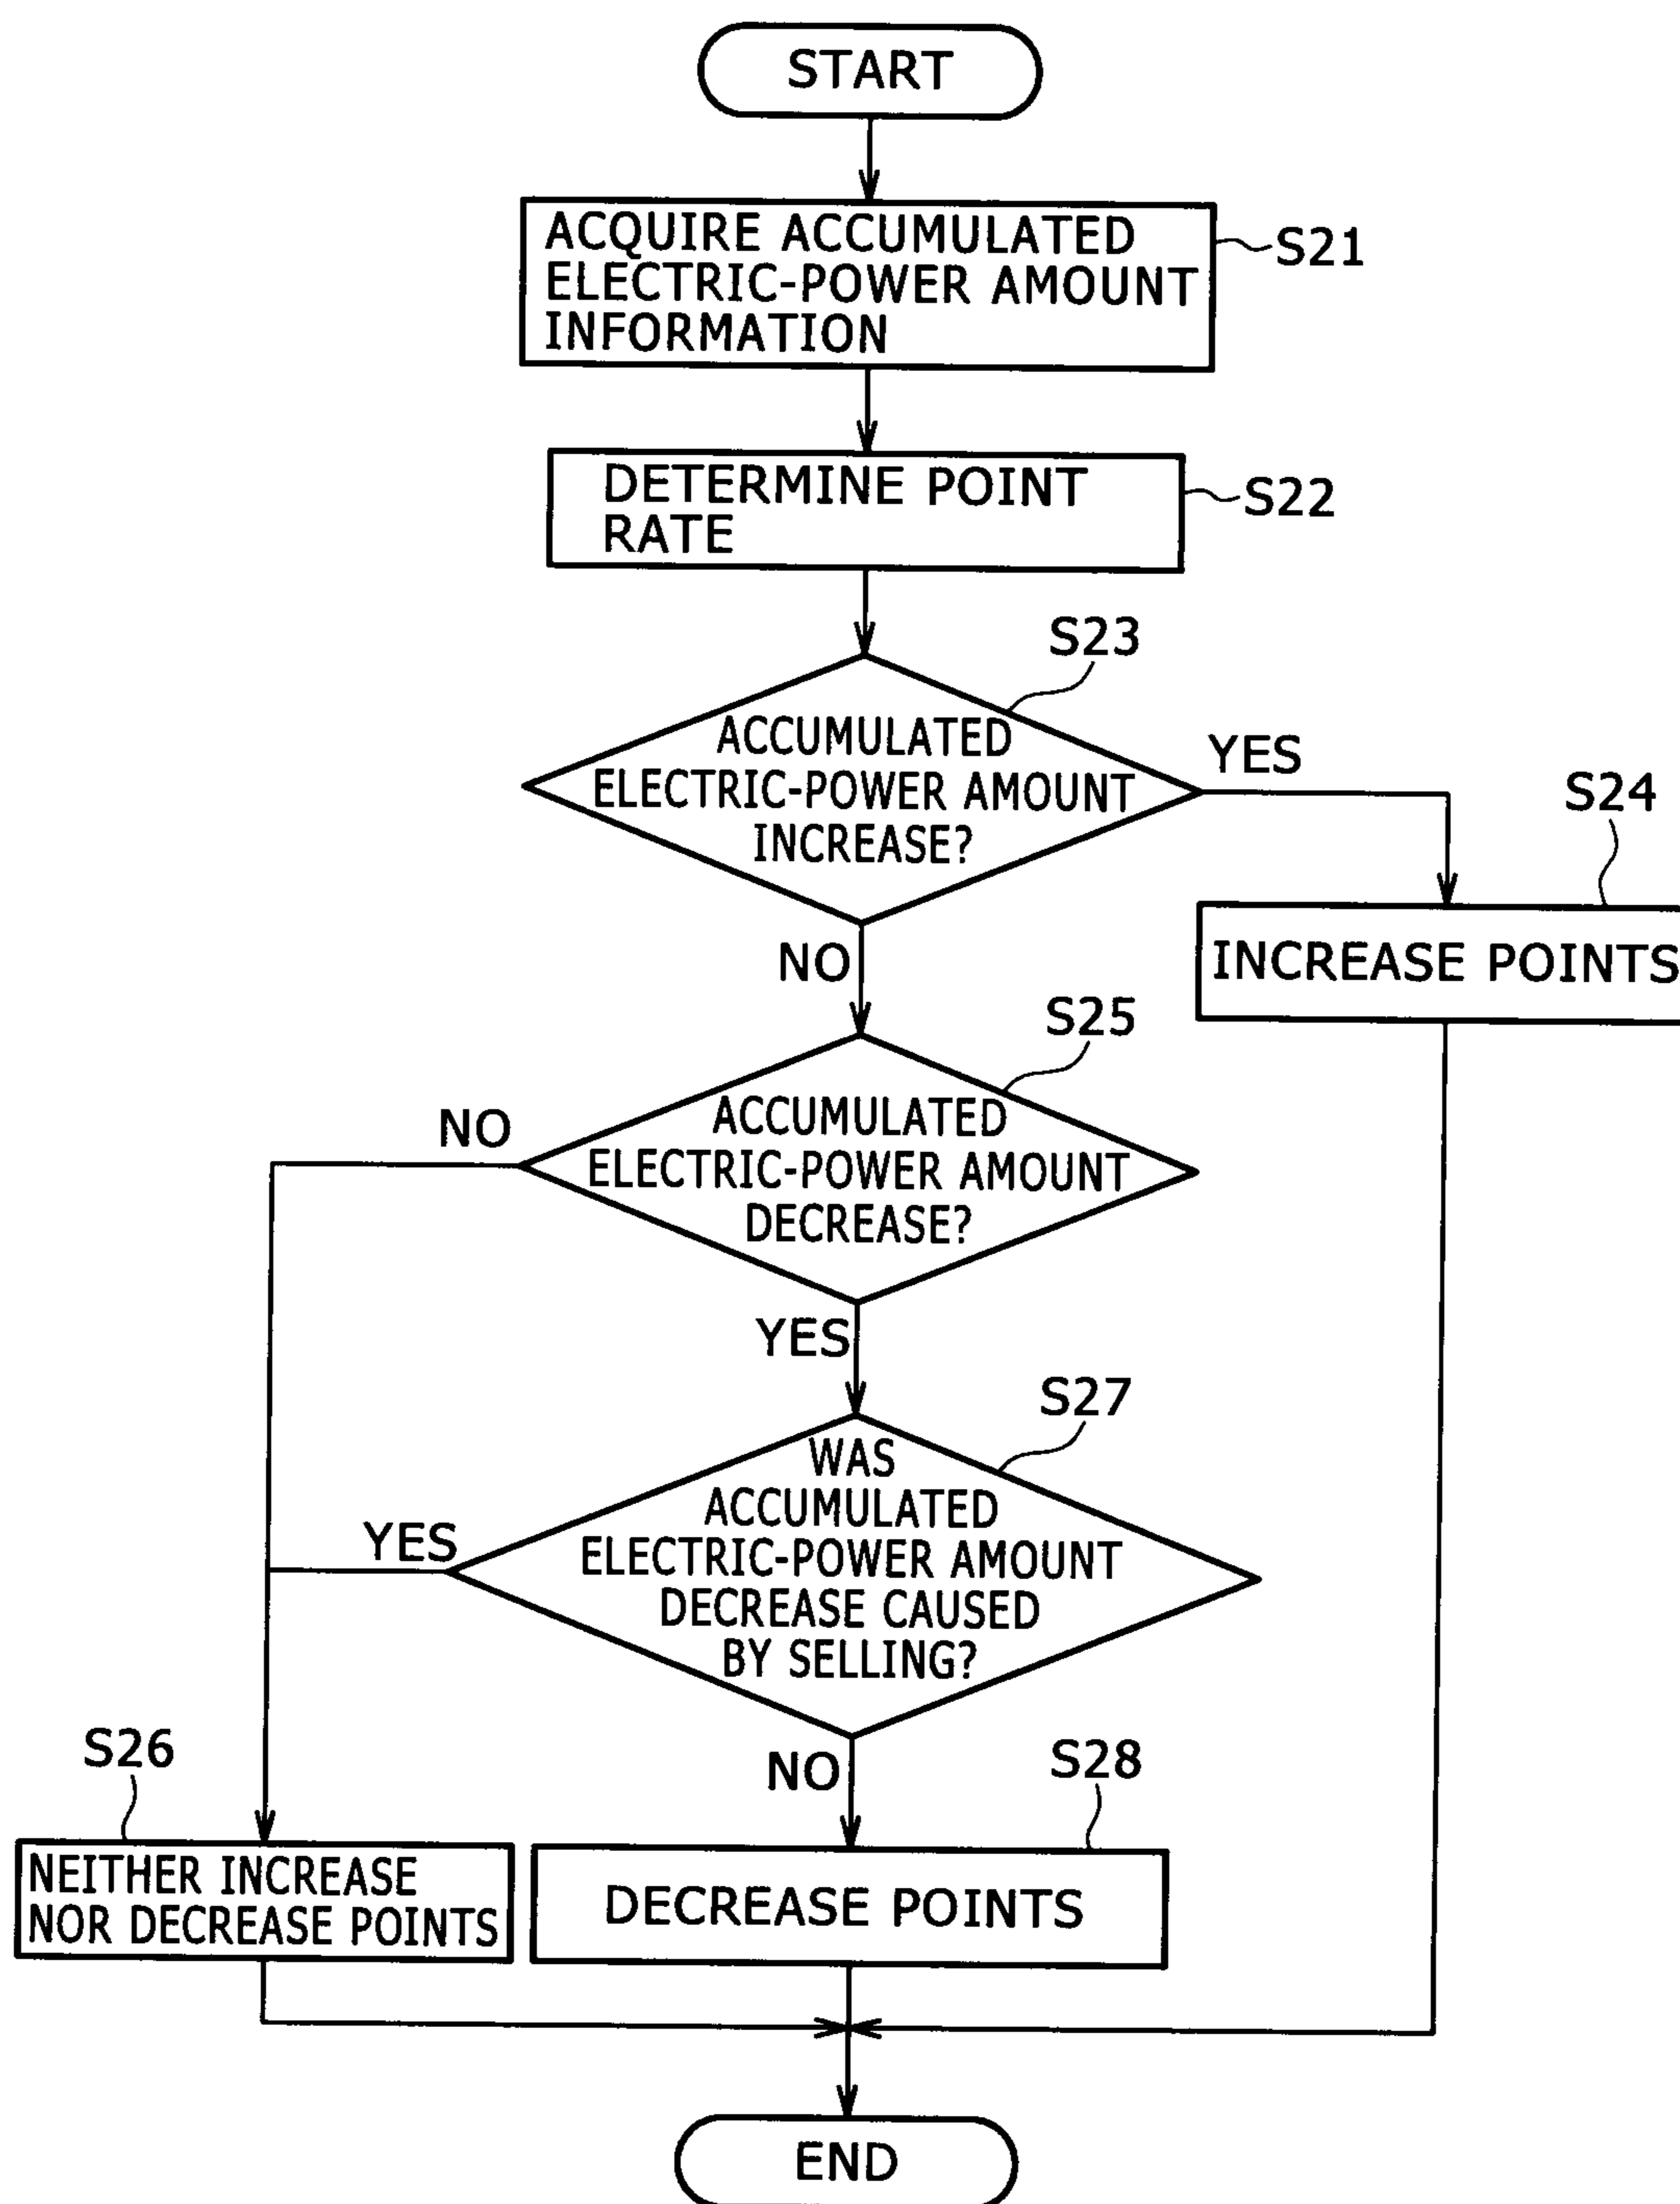 START
ACQUIRE ACCUMULATED
ELECTRIC-POWER AMOUNT
INFORMATION
S21
DETERMINE POINT
RATE
S22
S23
ACCUMULATED
ELECTRIC-POWER AMOUNT
INCREASE?
YES
S24
INCREASE POINTS
NO
S25
ACCUMULATED
ELECTRIC-POWER AMOUNT
DECREASE?
NO
YES
S27
WAS
ACCUMULATED
ELECTRIC-POWER AMOUNT
DECREASE CAUSED
BY SELLING?
YES
NO
S26
NEITHER INCREASE
NOR DECREASE POINTS
S28
DECREASE POINTS
END